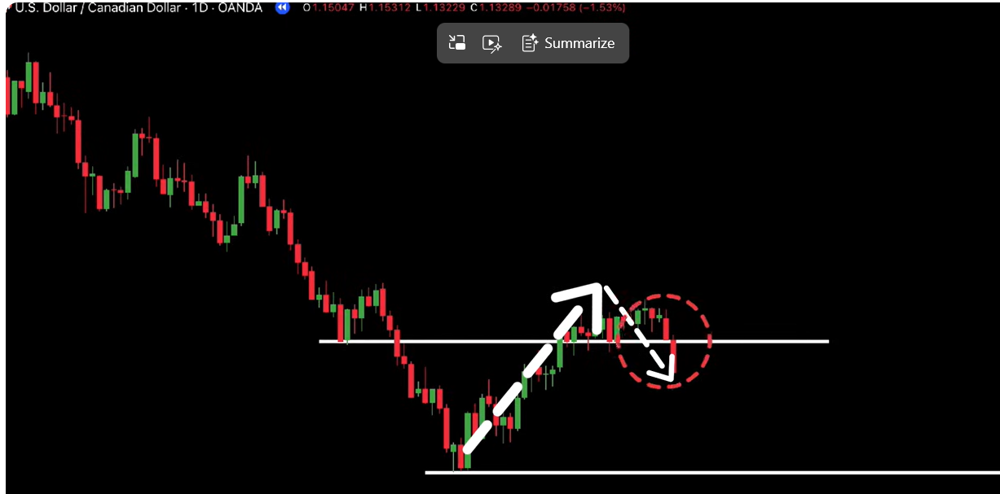 U.S. Dollar / Canadian Dollar · 1D · OANDA O1.15047 H1.15312 L1.13229 C1.13289 −0.01758 (−1.53%)
Summarize